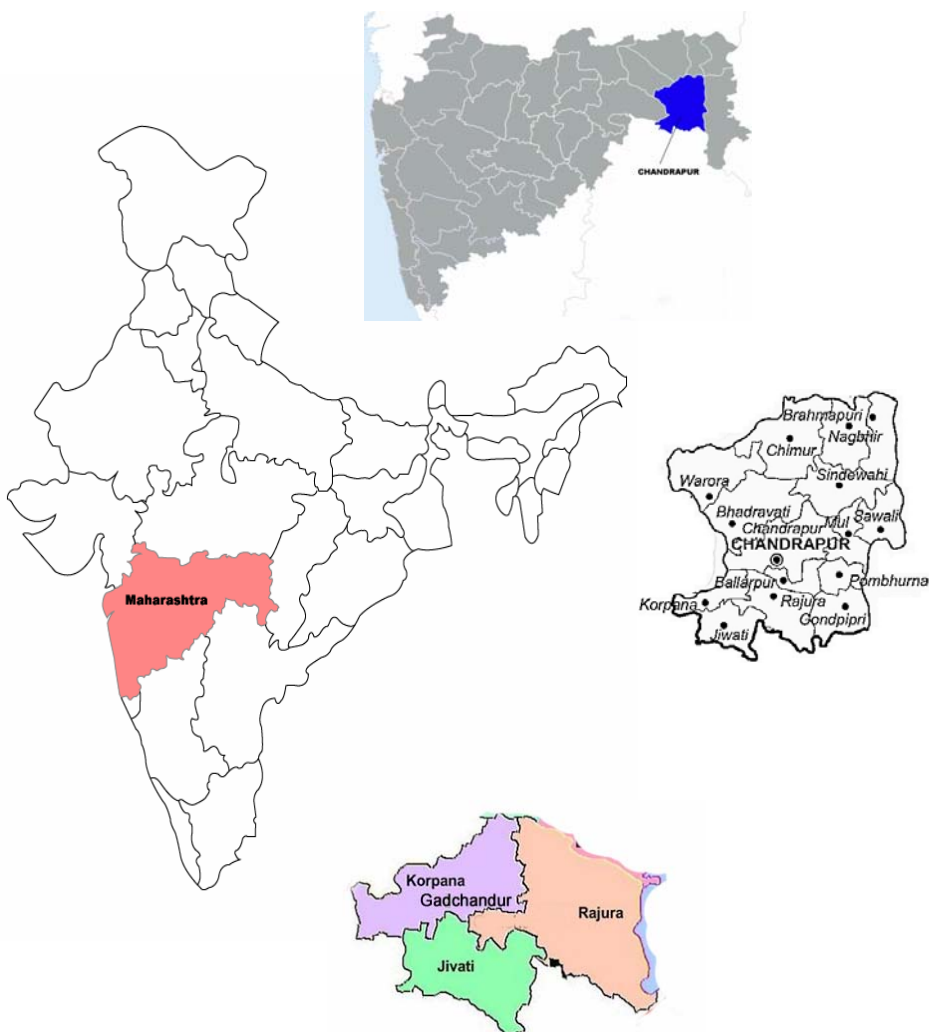 CHANDRAPUR
Maharashtra
Brahmapuri
Nagbhir
Chimur
Sindewahi
Warora
Bhadravati
Chandrapur
Mul
Sawali
CHANDRAPUR
Ballarpur
Pombhurna
Korpana
Rajura
Gondpipri
Jiwati
Korpana
Gadchandur
Rajura
Jivati